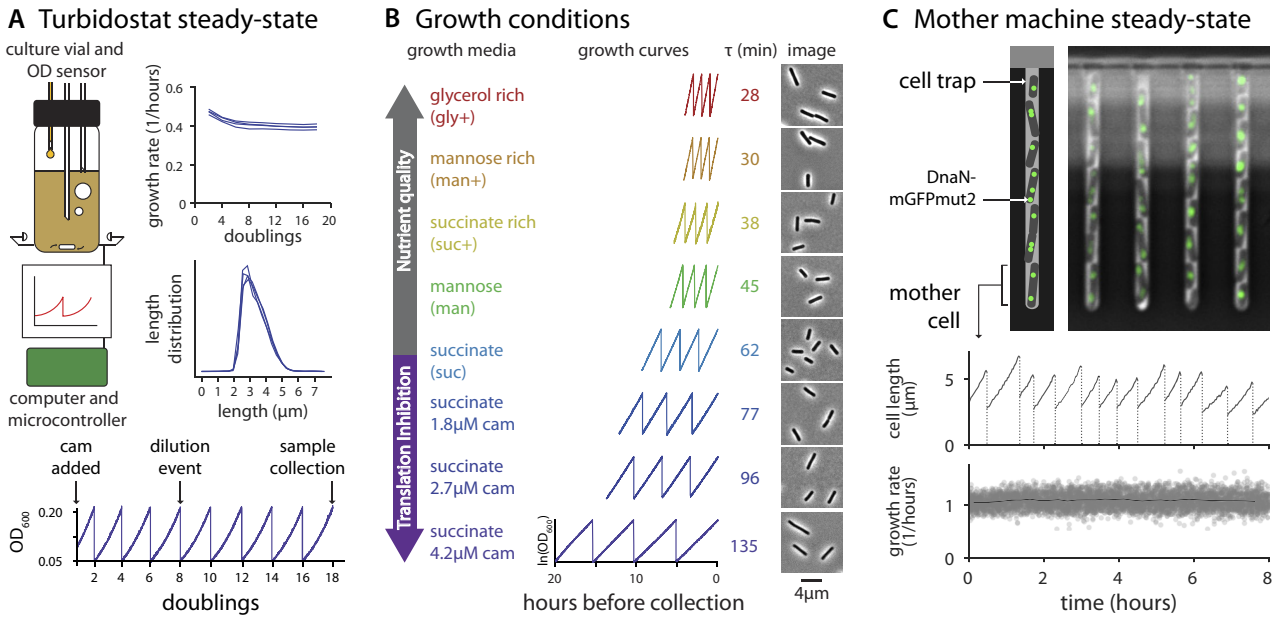 A Turbidostat steady-state
culture vial and
OD sensor
growth rate (1/hours)
0.6
0.4
0.2
0
0 4 8 12 16 20
doublings
length
distribution
0 1 2 3 4 5 6 7
length (μm)
computer and
microcontroller
cam
added
dilution
event
sample
collection
OD600
0.20
0.05
2 4 6 8 10 12 14 16 18
doublings
B Growth conditions
growth media growth curves τ (min) image
Nutrient quality
Translation Inhibition
glycerol rich
(gly+)
28
mannose rich
(man+)
30
succinate rich
(suc+)
38
mannose
(man)
45
succinate
(suc)
62
succinate
1.8μM cam
77
succinate
2.7μM cam
96
succinate
4.2μM cam
135
ln(OD600)
20 10 0
hours before collection
4μm
C Mother machine steady-state
cell trap
DnaN-
mGFPmut2
mother
cell
cell length
(μm)
5
0
growth rate
(1/hours)
1
0
0 2 4 6 8
time (hours)